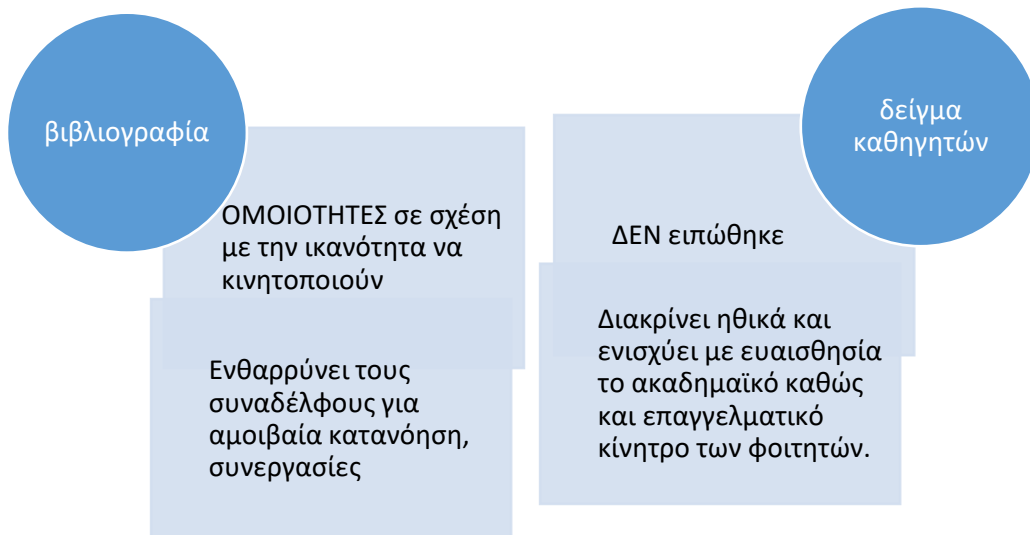 βιβλιογραφία
ΟΜΟΙΟΤΗΤΕΣ σε σχέση
με την ικανότητα να
κινητοποιούν
Ενθαρρύνει τους
συναδέλφους για
αμοιβαία κατανόηση,
συνεργασίες
δείγμα
καθηγητών
ΔΕΝ ειπώθηκε
Διακρίνει ηθικά και
ενισχύει με ευαισθησία
το ακαδημαϊκό καθώς
και επαγγελματικό
κίνητρο των φοιτητών.